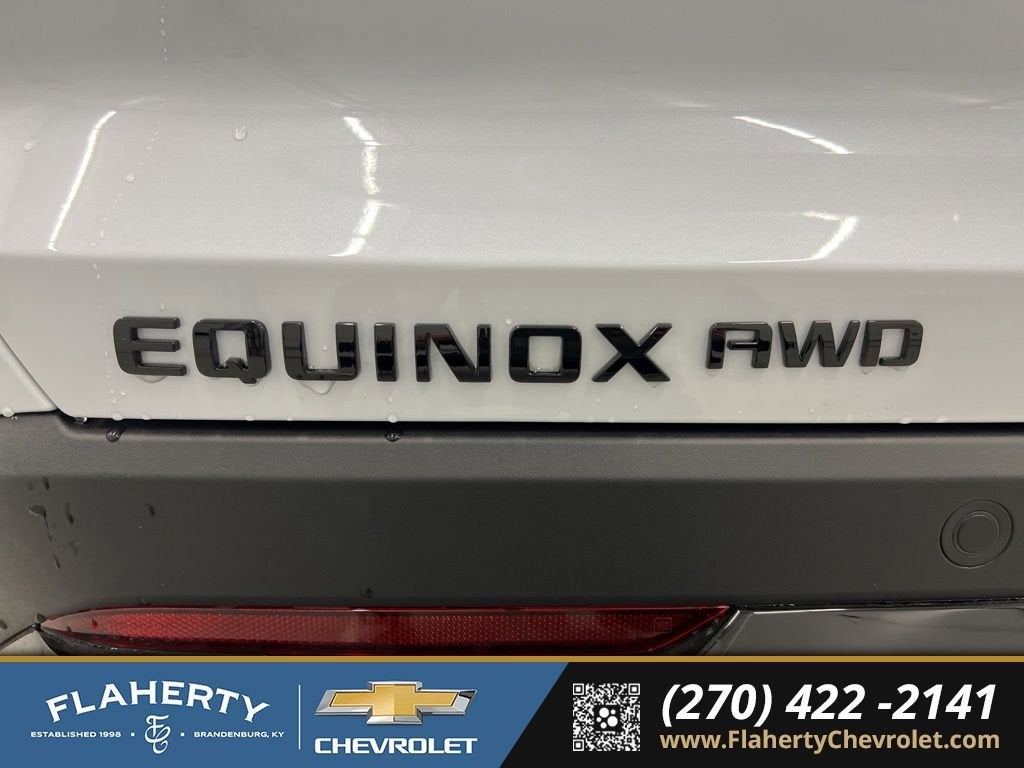 EQUINOX AWD
FLAHERTY
ESTABLISHED 1998 • • BRANDENBURG, KY
CHEVROLET
(270) 422 -2141
www.FlahertyChevrolet.com